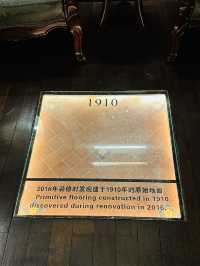 1910
2016年装修时发现建于1910年的原始地面
Primitive flooring constructed in 1910
discovered during renovation in 2016.